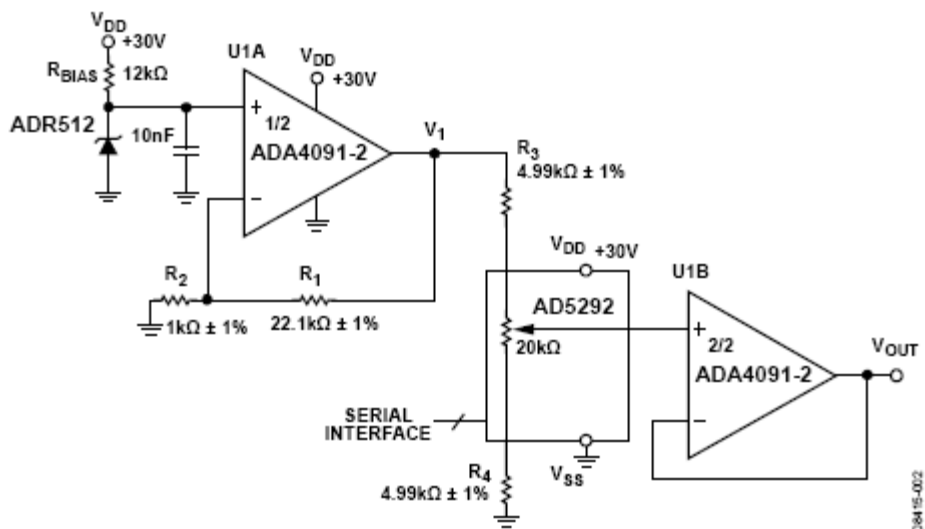 VDD
+30V
RBIAS
12kΩ
ADR512
10nF
U1A
VDD
+30V
+
1/2
ADA4091-2
−
V1
R3
4.99kΩ ± 1%
R2
1kΩ ± 1%
R1
22.1kΩ ± 1%
VDD +30V
AD5292
20kΩ
SERIAL
INTERFACE
VSS
R4
4.99kΩ ± 1%
U1B
+
2/2
ADA4091-2
−
VOUT
08415-002